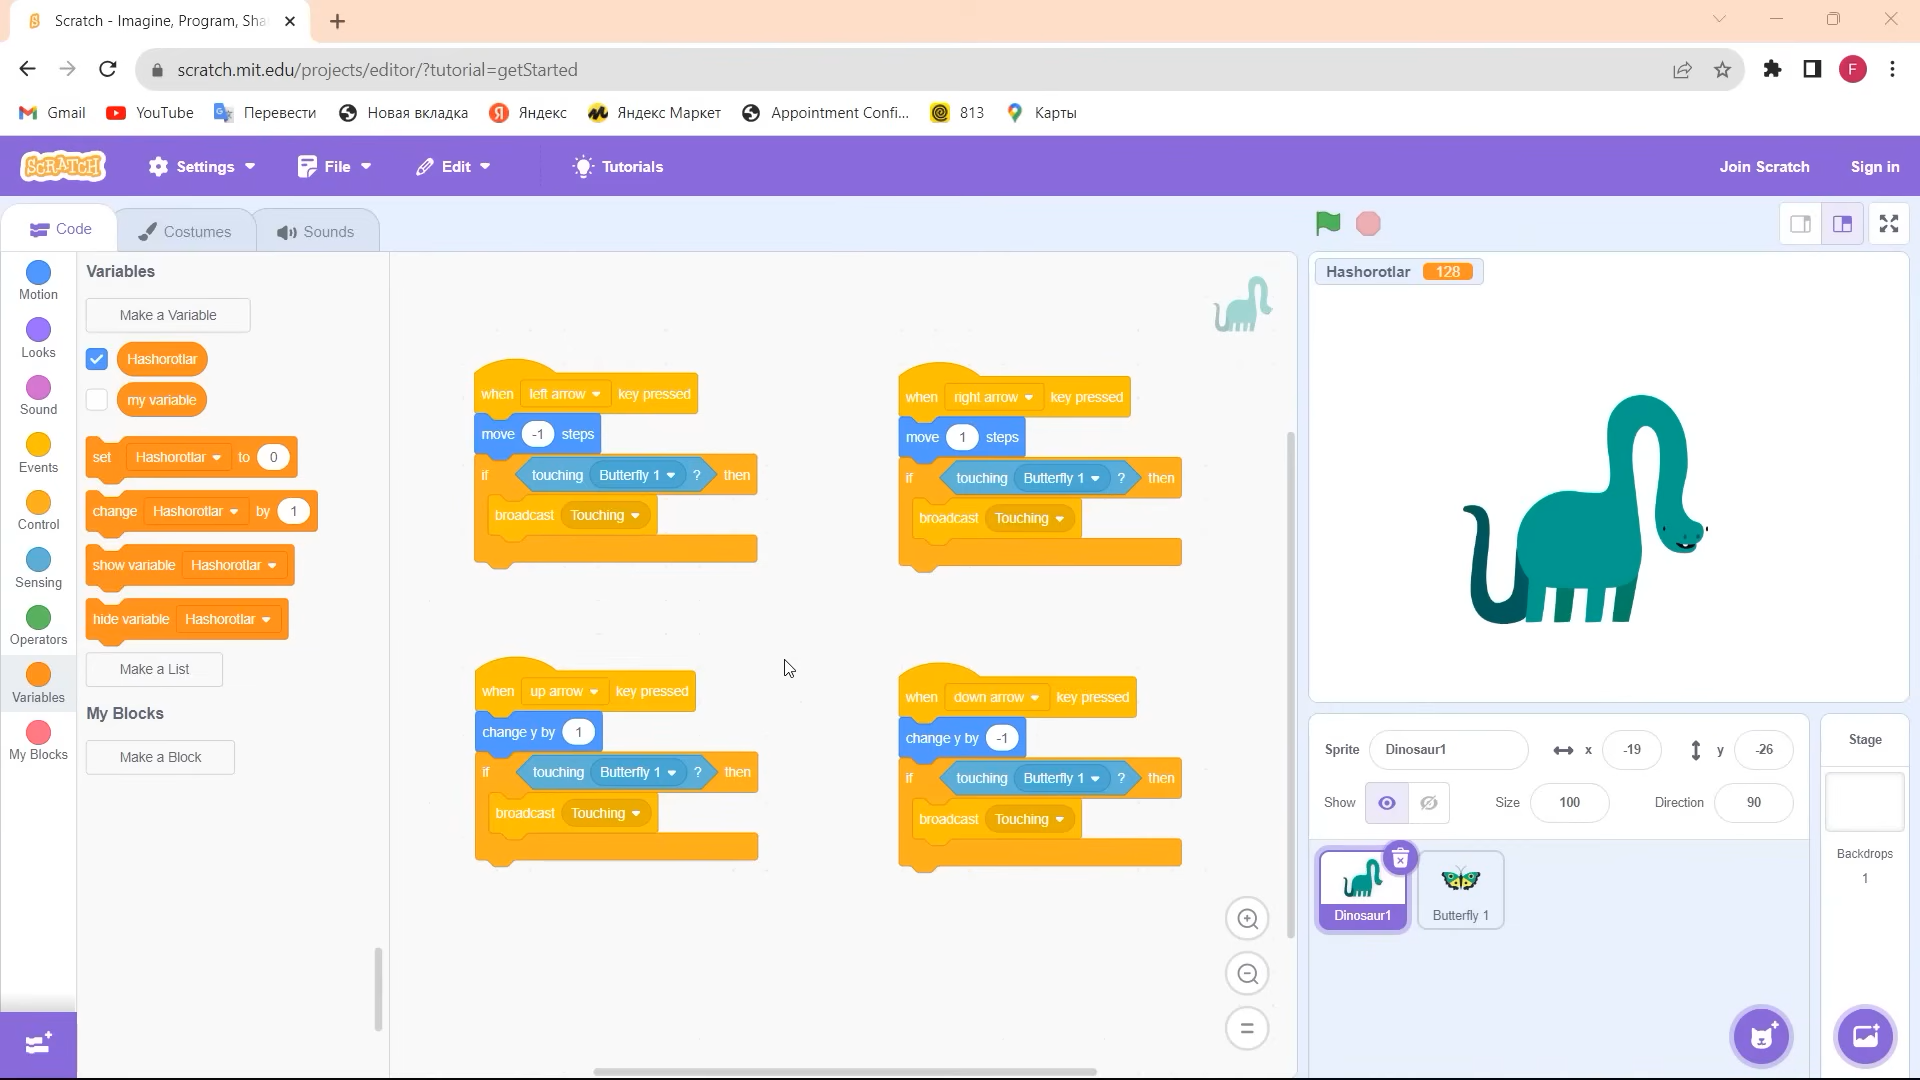 Scratch - Imagine, Program, Sha
scratch.mit.edu/projects/editor/?tutorial=getStarted
F
Gmail YouTube Перевести Новая вкладка Яндекс Яндекс Маркет Appointment Confi... 813 Карты
SCRATCH Settings File Edit Tutorials Join Scratch Sign in
Code Costumes Sounds
Motion
Looks
Sound
Events
Control
Sensing
Operators
Variables
My Blocks
Variables
Make a Variable
Hashorotlar
my variable
set Hashorotlar to 0
change Hashorotlar by 1
show variable Hashorotlar
hide variable Hashorotlar
Make a List
My Blocks
Make a Block
when left arrow key pressed
move -1 steps
if touching Butterfly 1 ? then
broadcast Touching
when right arrow key pressed
move 1 steps
if touching Butterfly 1 ? then
broadcast Touching
when up arrow key pressed
change y by 1
if touching Butterfly 1 ? then
broadcast Touching
when down arrow key pressed
change y by -1
if touching Butterfly 1 ? then
broadcast Touching
Hashorotlar 128
Sprite Dinosaur1 x -19 y -26
Show Size 100 Direction 90
Dinosaur1
Butterfly 1
Stage
Backdrops
1